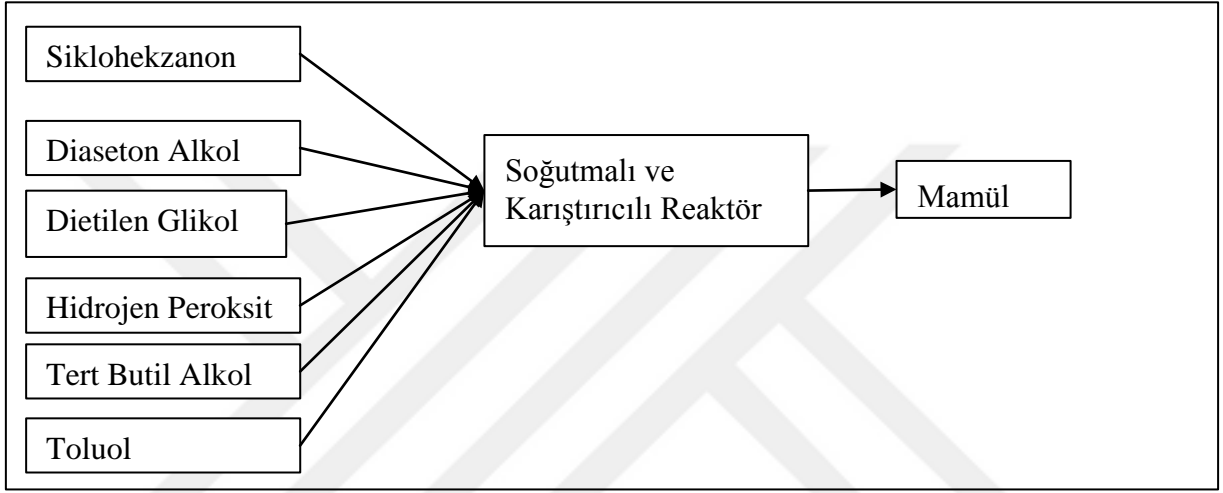 Siklohekzanon
Diaseton Alkol
Dietilen Glikol
Hidrojen Peroksit
Tert Butil Alkol
Toluol
Soğutmalı ve
Karıştırıcılı Reaktör
Mamül